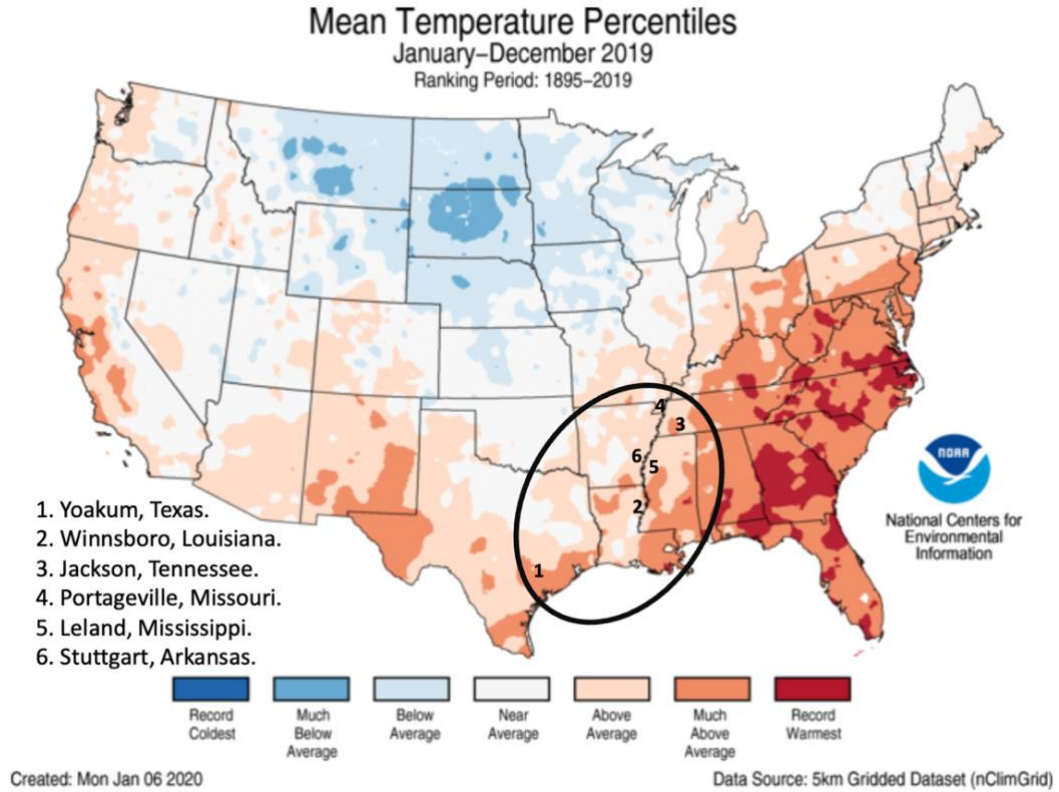 Mean Temperature Percentiles
January–December 2019
Ranking Period: 1895–2019
4
3
6
5
2
1
NOAA
National Centers for
Environmental
Information
1. Yoakum, Texas.
2. Winnsboro, Louisiana.
3. Jackson, Tennessee.
4. Portageville, Missouri.
5. Leland, Mississippi.
6. Stuttgart, Arkansas.
Record
Coldest
Much
Below
Average
Below
Average
Near
Average
Above
Average
Much
Above
Average
Record
Warmest
Created: Mon Jan 06 2020
Data Source: 5km Gridded Dataset (nClimGrid)